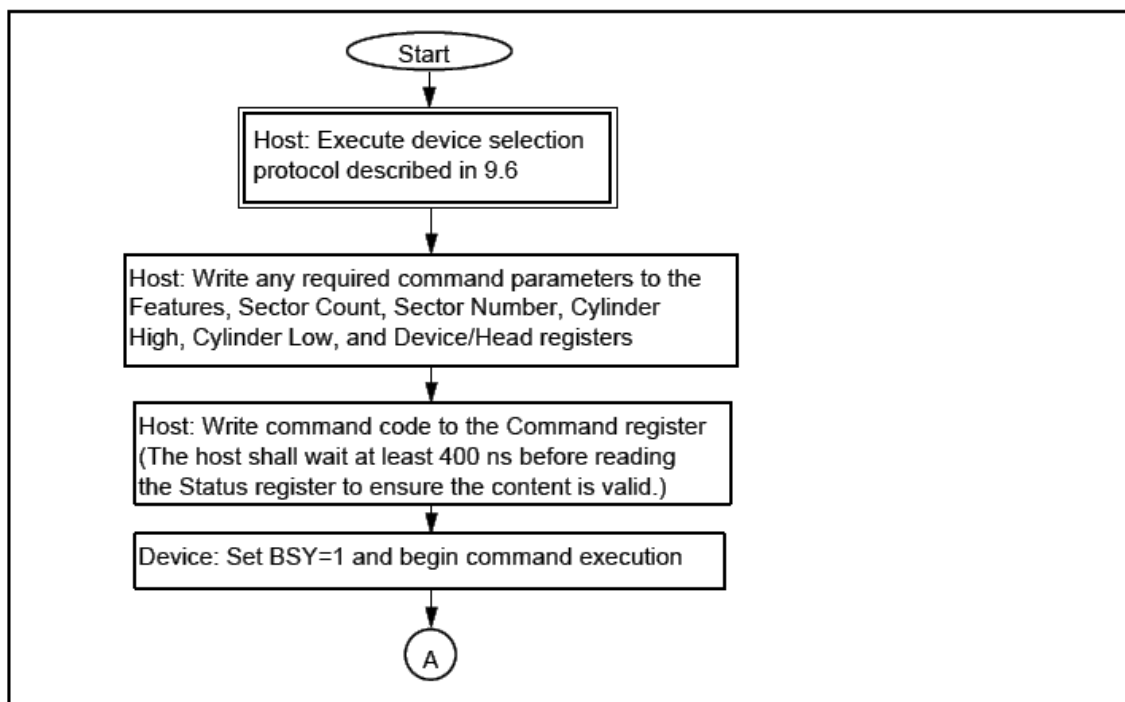 Start
Host: Execute device selection
protocol described in 9.6
Host: Write any required command parameters to the
Features, Sector Count, Sector Number, Cylinder
High, Cylinder Low, and Device/Head registers
Host: Write command code to the Command register
(The host shall wait at least 400 ns before reading
the Status register to ensure the content is valid.)
Device: Set BSY=1 and begin command execution
A